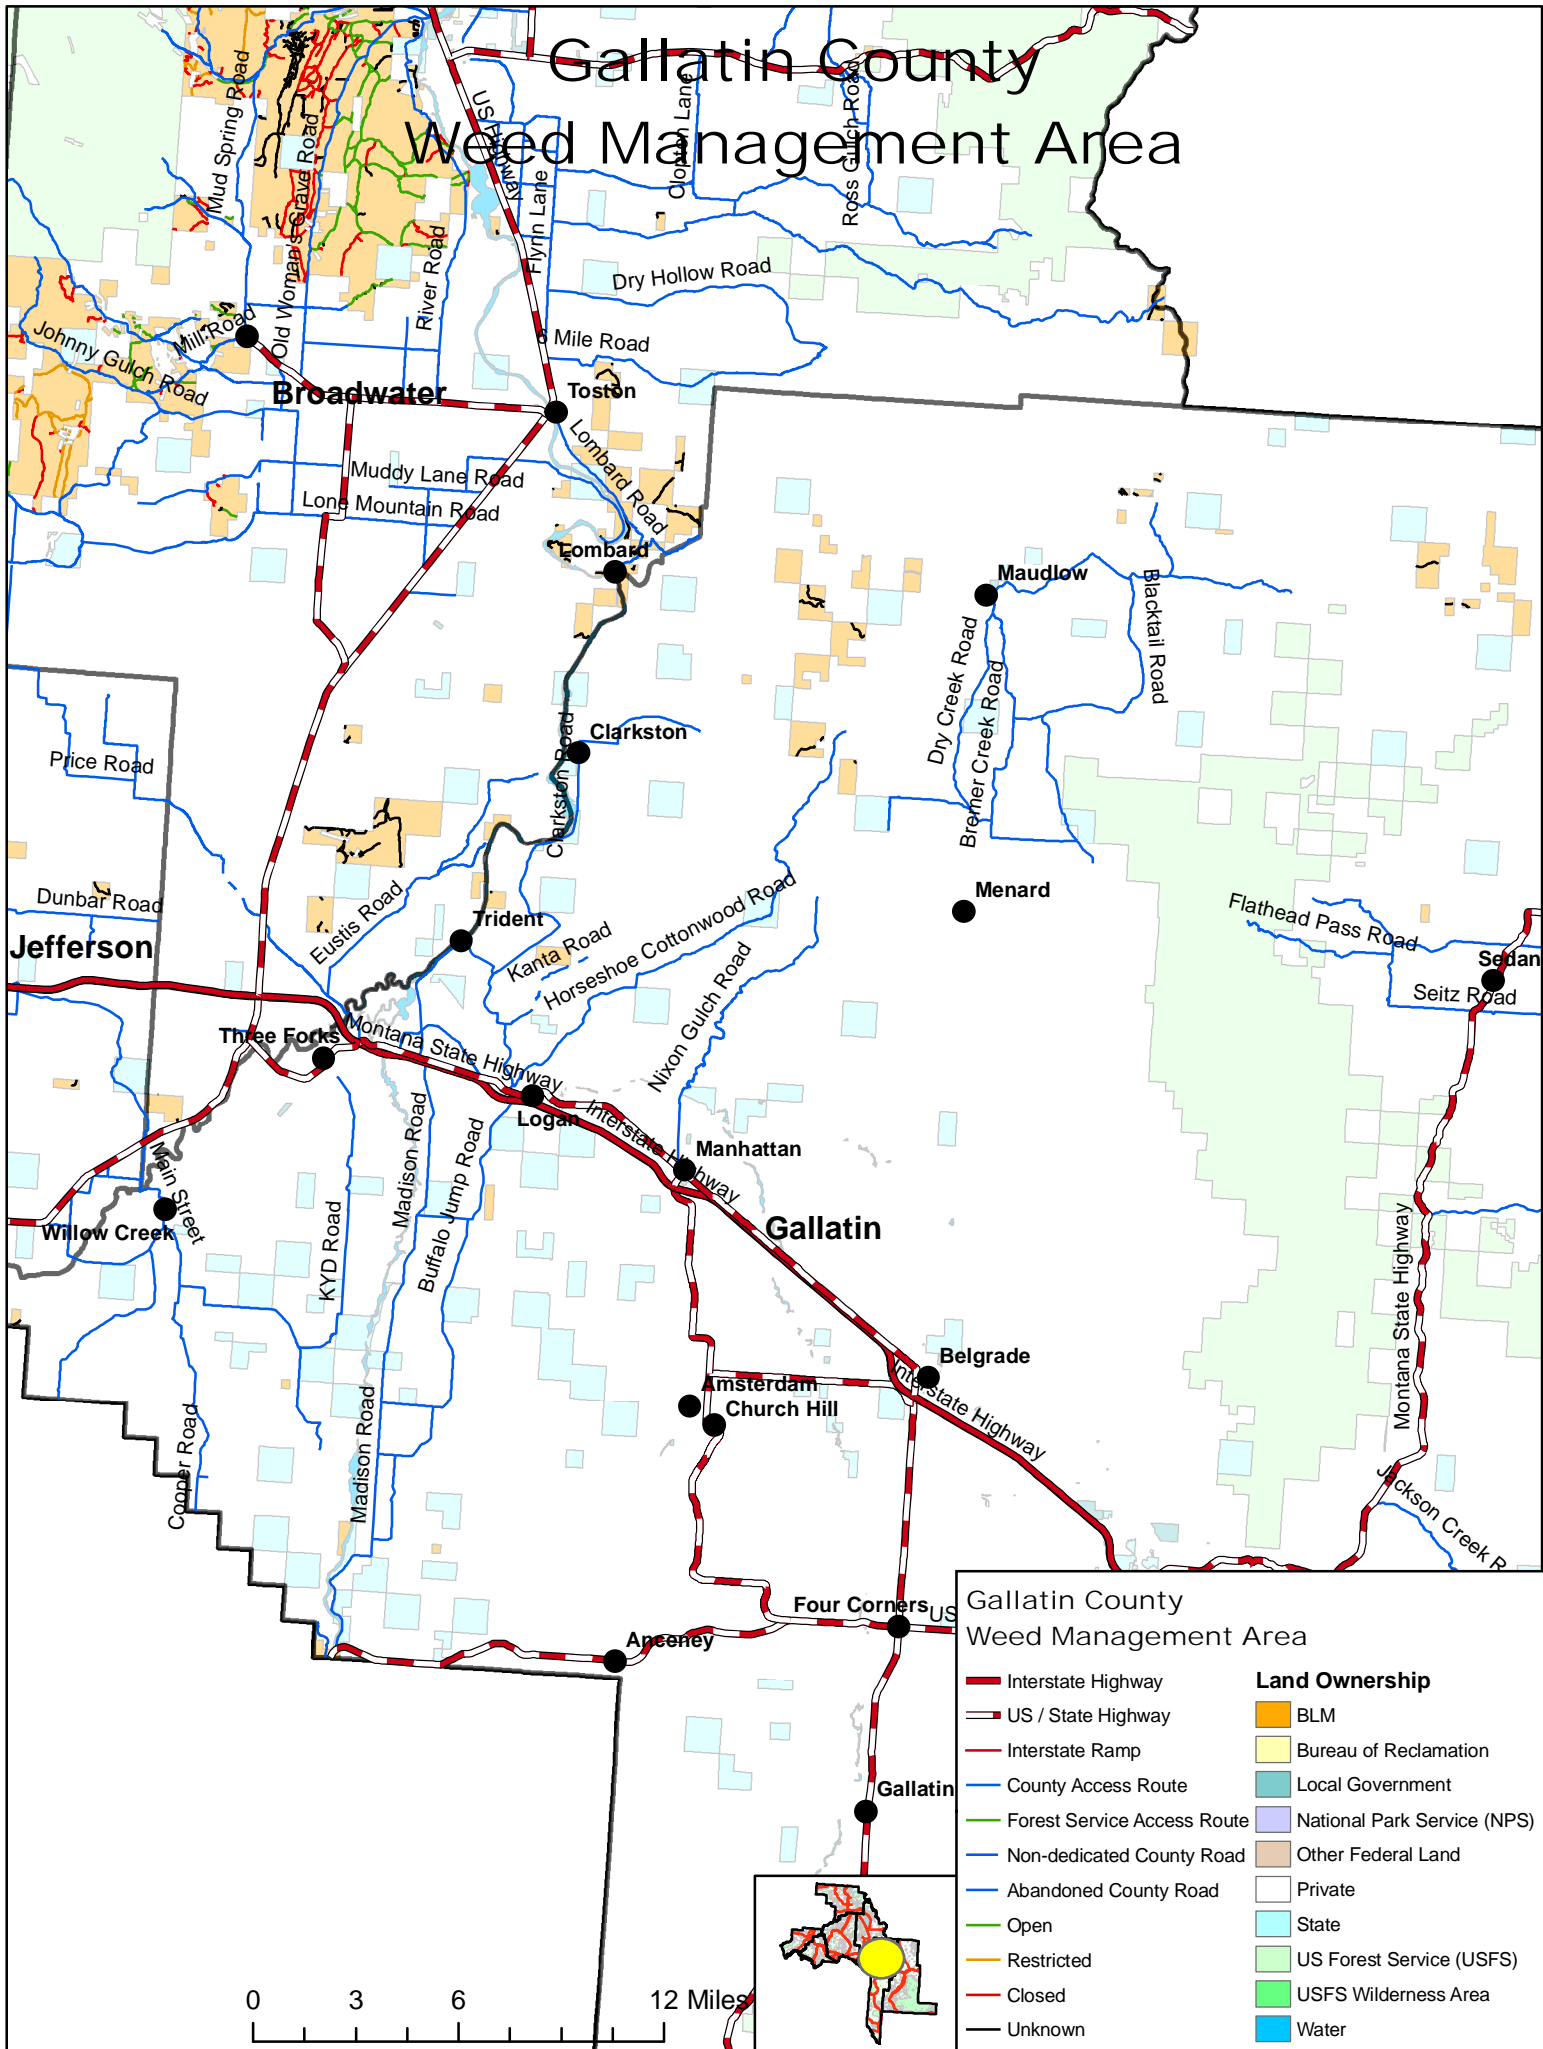 Gallatin County
Weed Management Area
Mud Spring Road
Old Woman's Grave Road
River Road
US Highway
Flynn Lane
Clopton Lane
Ross Gulch Road
Dry Hollow Road
6 Mile Road
Mill Road
Johnny Gulch Road
Broadwater
Toston
Lombard Road
Muddy Lane Road
Lone Mountain Road
Lombard
Maudlow
Blacktail Road
Dry Creek Road
Bremer Creek Road
Clarkston
Clarkston Road
Price Road
Dunbar Road
Jefferson
Eustis Road
Trident
Kanta Road
Horseshoe Cottonwood Road
Nixon Gulch Road
Menard
Flathead Pass Road
Sedan
Seitz Road
Three Forks
Montana State Highway
Logan
Interstate Highway
Manhattan
Gallatin
Main Street
Willow Creek
KYD Road
Madison Road
Buffalo Jump Road
Montana State Highway
Belgrade
Interstate Highway
Amsterdam
Church Hill
Cooper Road
Madison Road
Jackson Creek R
Four Corners
US
Anceney
Gallatin
0 3 6 12 Miles
Gallatin County
Weed Management Area
Interstate Highway
US / State Highway
Interstate Ramp
County Access Route
Forest Service Access Route
Non-dedicated County Road
Abandoned County Road
Open
Restricted
Closed
Unknown
Land Ownership
BLM
Bureau of Reclamation
Local Government
National Park Service (NPS)
Other Federal Land
Private
State
US Forest Service (USFS)
USFS Wilderness Area
Water